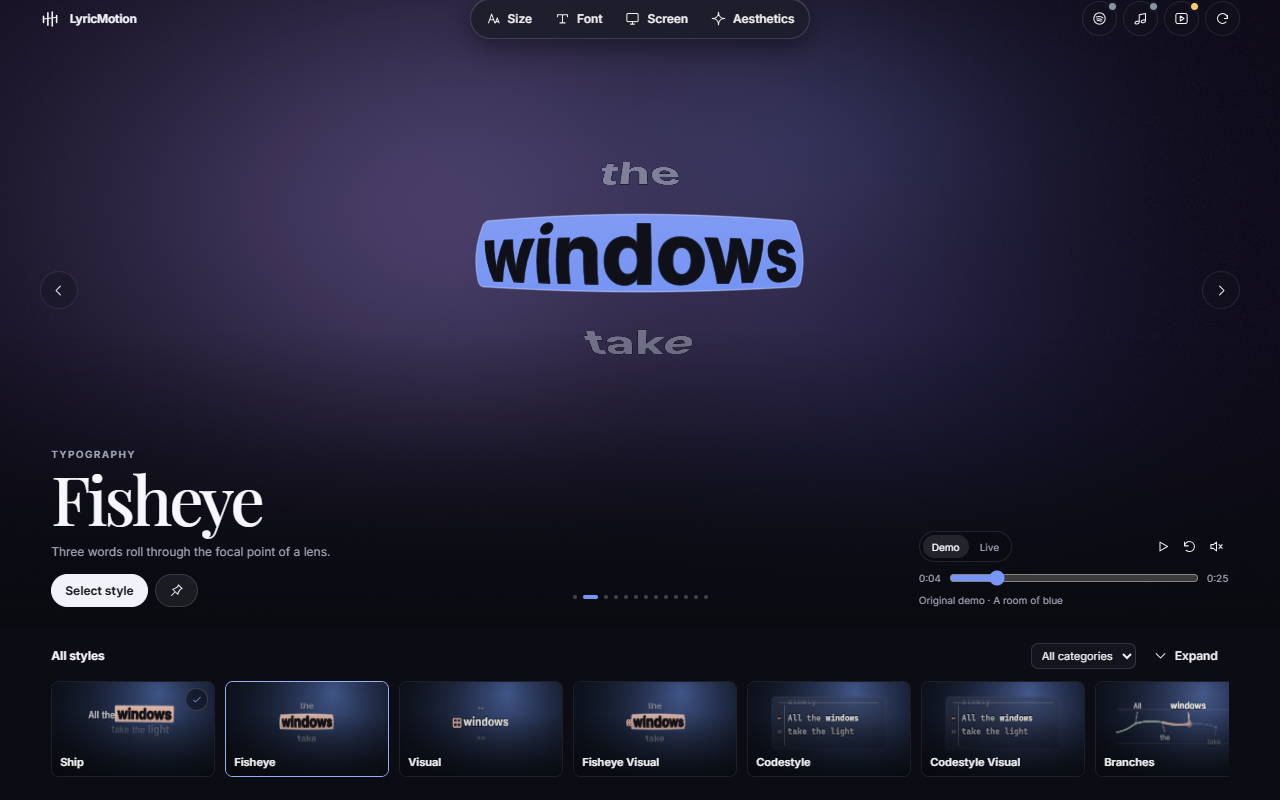 LyricMotion
Size
Font
Screen
Aesthetics
the
windows
take
TYPOGRAPHY
Fisheye
Three words roll through the focal point of a lens.
Select style
Demo
Live
0:04
0:25
Original demo · A room of blue
All styles
All categories
Expand
All the windows
take the light
Ship
the
windows
take
Fisheye
windows
Visual
the
windows
take
Fisheye Visual
slowly
All the windows
take the light
Codestyle
slowly
All the windows
take the light
Codestyle Visual
All
windows
the
take
Branches